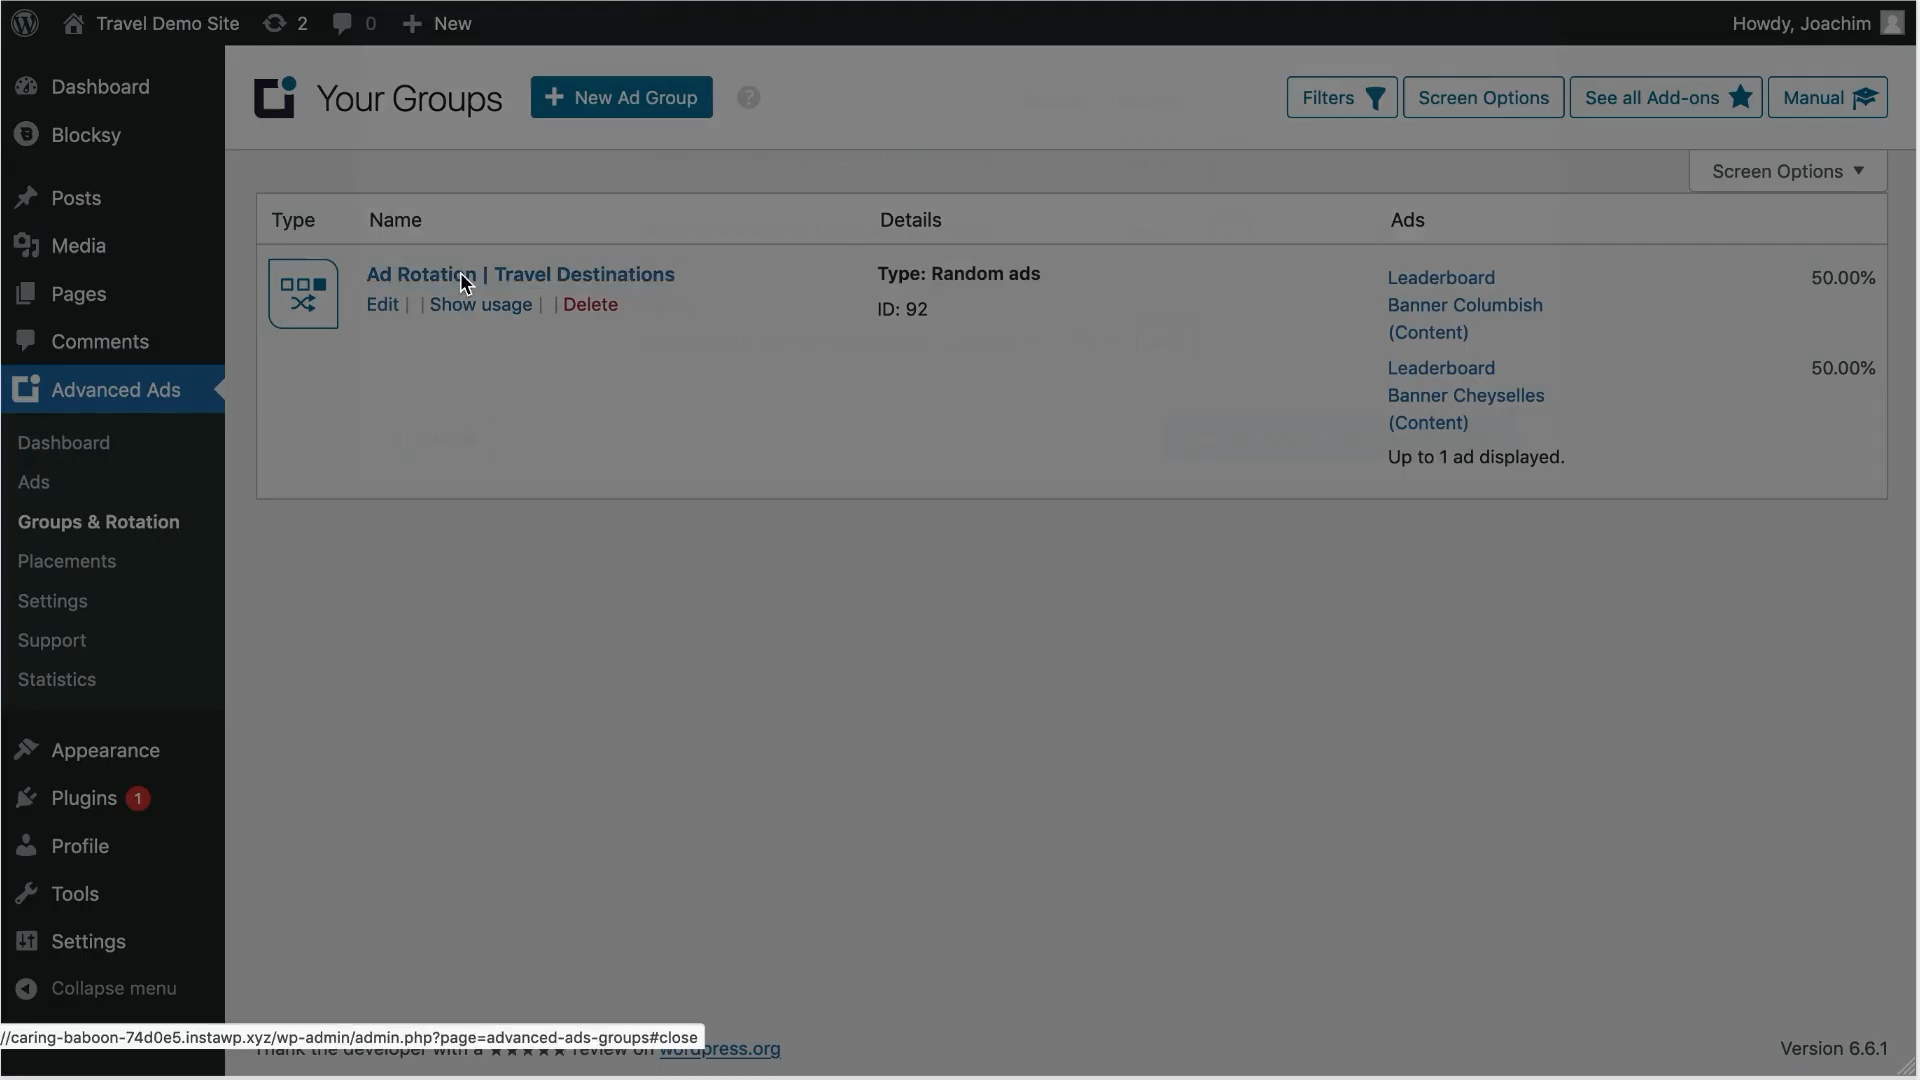 Travel Demo Site 2 0 New Howdy, Joachim
Dashboard
Blocksy
Posts
Media
Pages
Comments
Advanced Ads
Dashboard
Ads
Groups & Rotation
Placements
Settings
Support
Statistics
Appearance
Plugins 1
Profile
Tools
Settings
Collapse menu
Your Groups
New Ad Group
?
Filters
Screen Options
See all Add-ons
Manual
Screen Options
Type Name Details Ads
Ad Rotation | Travel Destinations
Edit | | Show usage | | Delete
Type: Random ads
ID: 92
Leaderboard 50.00%
Banner Columbish
(Content)
Leaderboard 50.00%
Banner Cheyselles
(Content)
Up to 1 ad displayed.
//caring-baboon-74d0e5.instawp.xyz/wp-admin/admin.php?page=advanced-ads-groups#close
Thank the developer with a ★★★★★ review on wordpress.org
Version 6.6.1